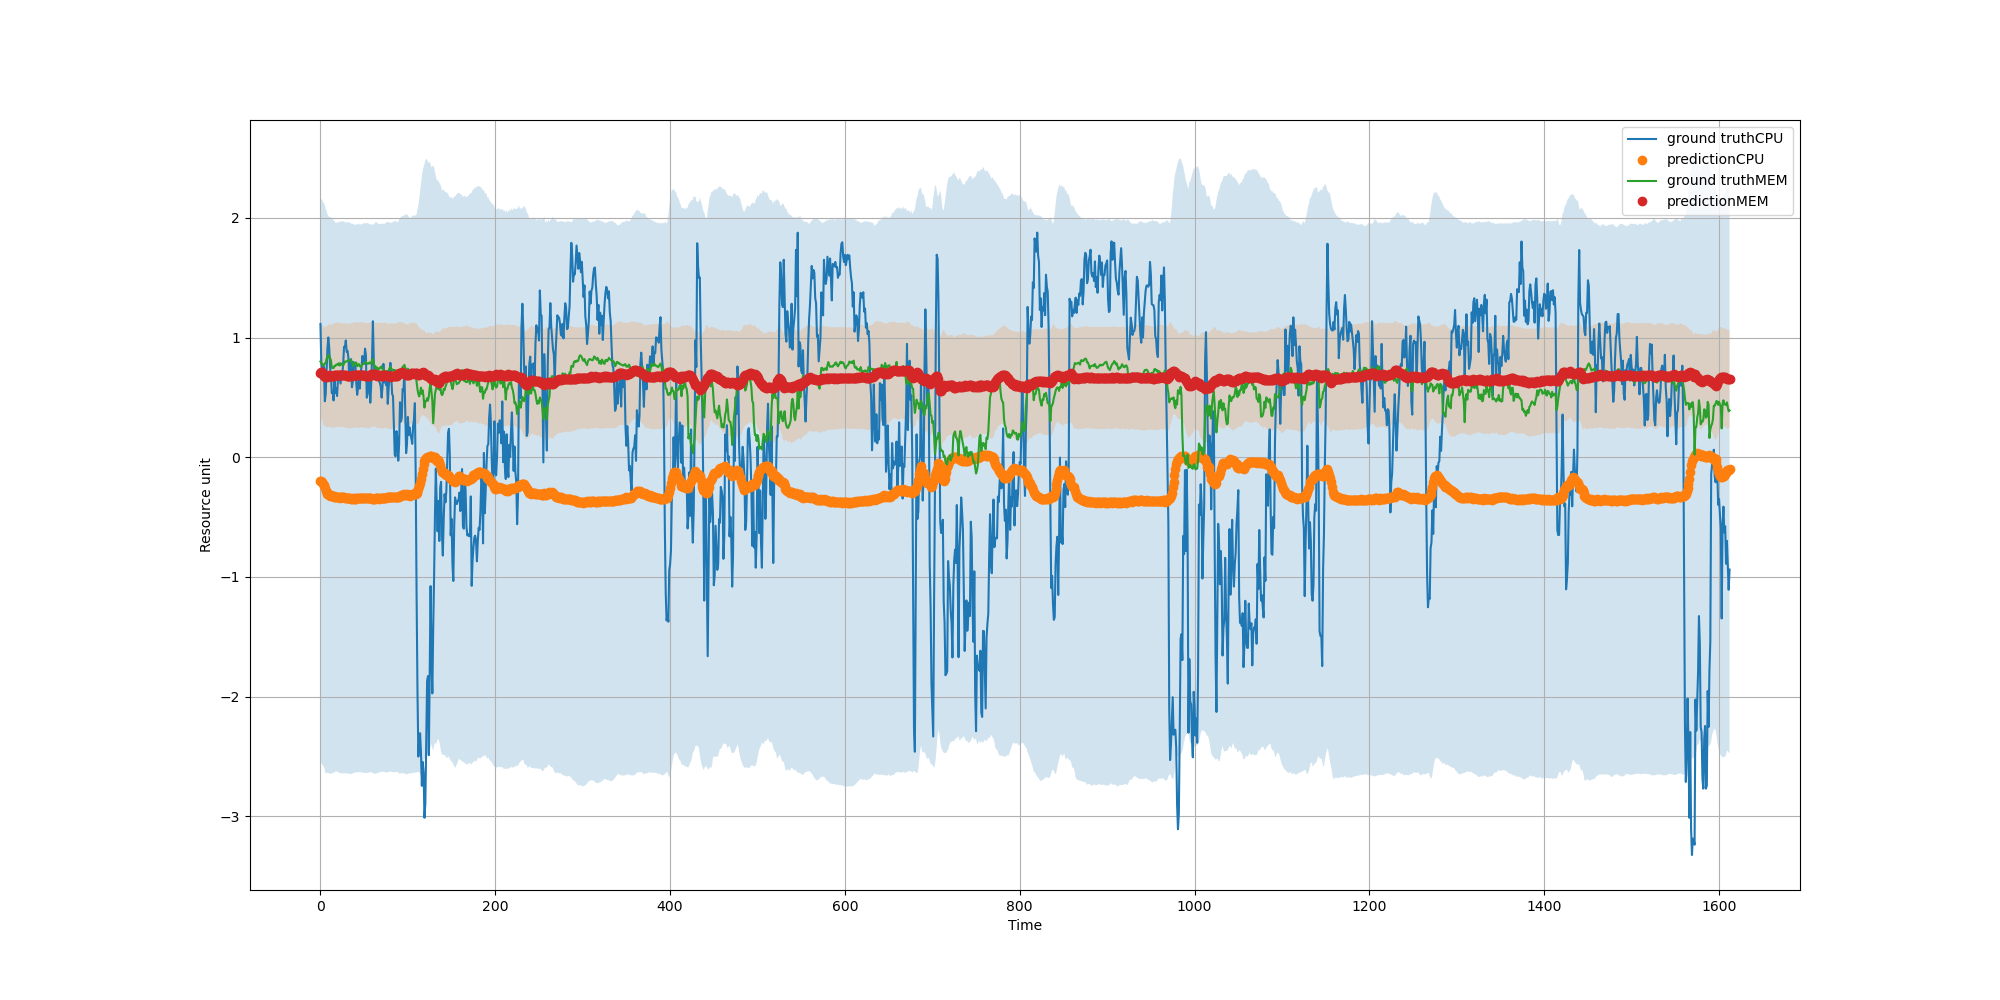 ground truthCPU
predictionCPU
ground truthMEM
predictionMEM
2
1
0
−1
−2
−3
Resource unit
0 200 400 600 800 1000 1200 1400 1600
Time